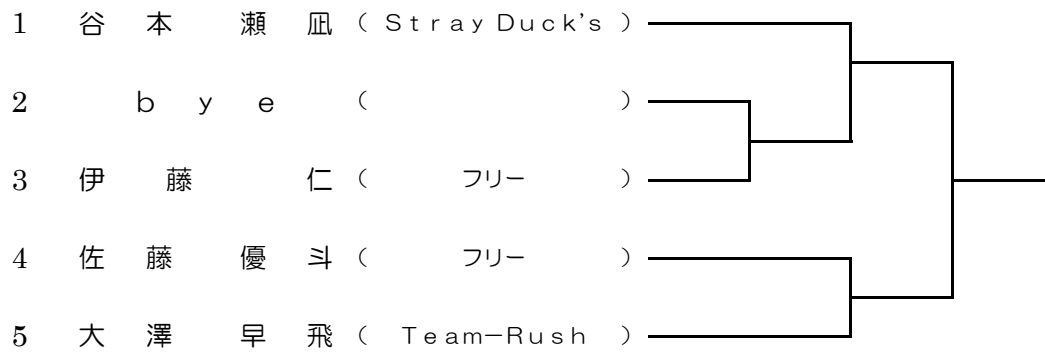 1 谷本 瀬凪 (Stray Duck's)
2 bye ( )
3 伊藤 仁 (フリー)
4 佐藤 優斗 (フリー)
5 大澤 早飛 (Team-Rush)